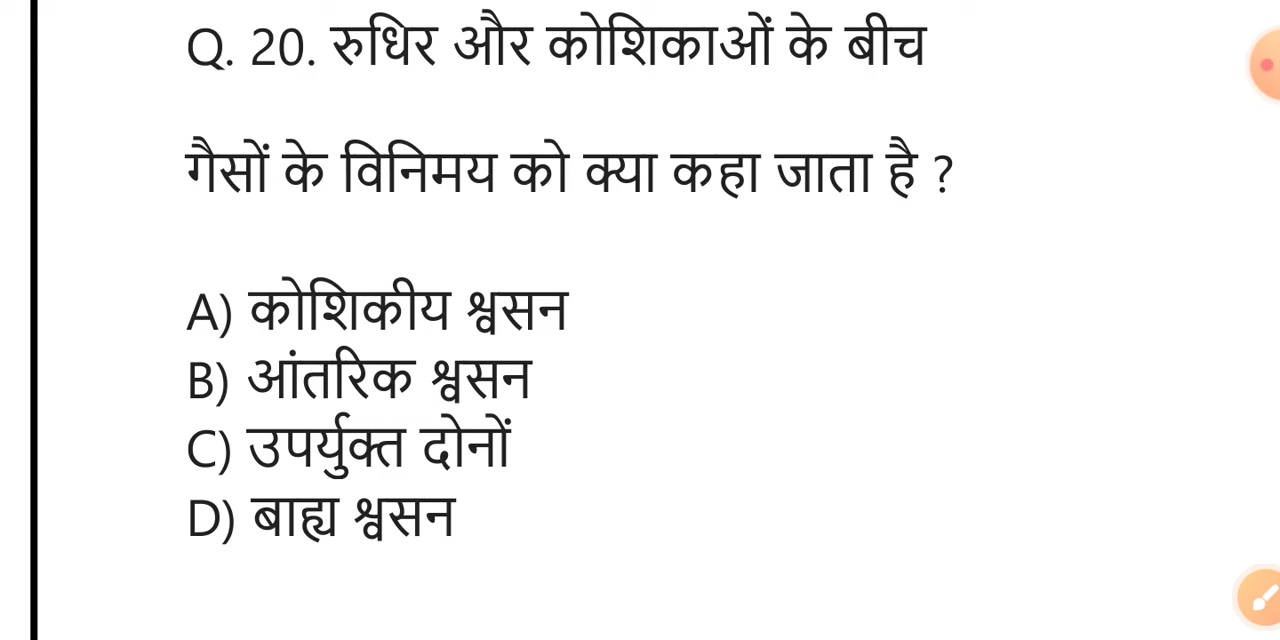 Q. 20. रुधिर और कोशिकाओं के बीच
गैसों के विनिमय को क्या कहा जाता है ?
A) कोशिकीय श्वसन
B) आंतरिक श्वसन
C) उपर्युक्त दोनों
D) बाह्य श्वसन